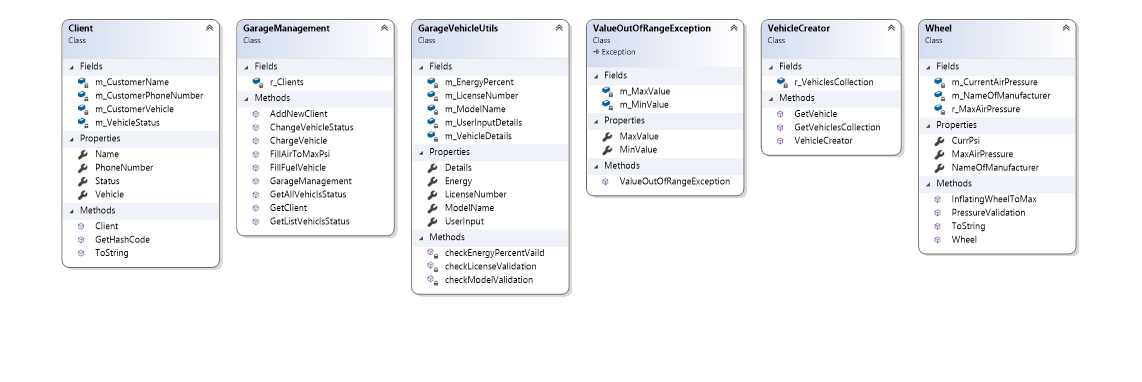 Client
Class
Fields
m_CustomerName
m_CustomerPhoneNumber
m_CustomerVehicle
m_VehicleStatus
Properties
Name
PhoneNumber
Status
Vehicle
Methods
Client
GetHashCode
ToString
GarageManagement
Class
Fields
r_Clients
Methods
AddNewClient
ChangeVehicleStatus
ChargeVehicle
FillAirToMaxPsi
FillFuelVehicle
GarageManagement
GetAllVehiclsStatus
GetClient
GetListVehiclsStatus
GarageVehicleUtils
Class
Fields
m_EnergyPercent
m_LicenseNumber
m_ModelName
m_UserInputDetails
m_VehicleDetails
Properties
Details
Energy
LicenseNumber
ModelName
UserInput
Methods
checkEnergyPercentVaild
checkLicenseValidation
checkModelValidation
ValueOutOfRangeException
Class
Exception
Fields
m_MaxValue
m_MinValue
Properties
MaxValue
MinValue
Methods
ValueOutOfRangeException
VehicleCreator
Class
Fields
r_VehiclesCollection
Methods
GetVehicle
GetVehiclesCollection
VehicleCreator
Wheel
Class
Fields
m_CurrentAirPressure
m_NameOfManufacturer
r_MaxAirPressure
Properties
CurrPsi
MaxAirPressure
NameOfManufacturer
Methods
InflatingWheelToMax
PressureValidation
ToString
Wheel